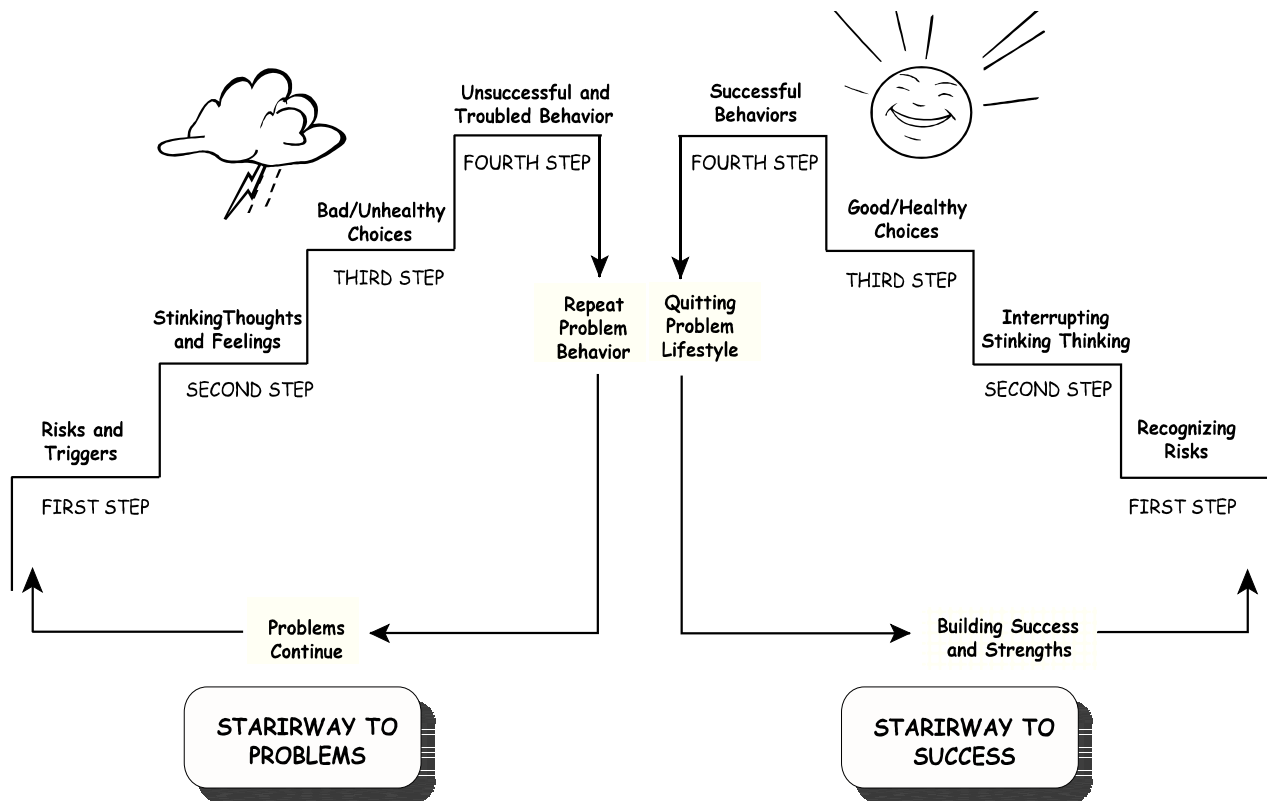 Unsuccessful and
Troubled Behavior
FOURTH STEP
Bad/Unhealthy
Choices
THIRD STEP
StinkingThoughts
and Feelings
SECOND STEP
Risks and
Triggers
FIRST STEP
Repeat
Problem
Behavior
Problems
Continue
STARIRWAY TO
PROBLEMS
Successful
Behaviors
FOURTH STEP
Good/Healthy
Choices
THIRD STEP
Interrupting
Stinking Thinking
SECOND STEP
Recognizing
Risks
FIRST STEP
Quitting
Problem
Lifestyle
Building Success
and Strengths
STARIRWAY TO
SUCCESS